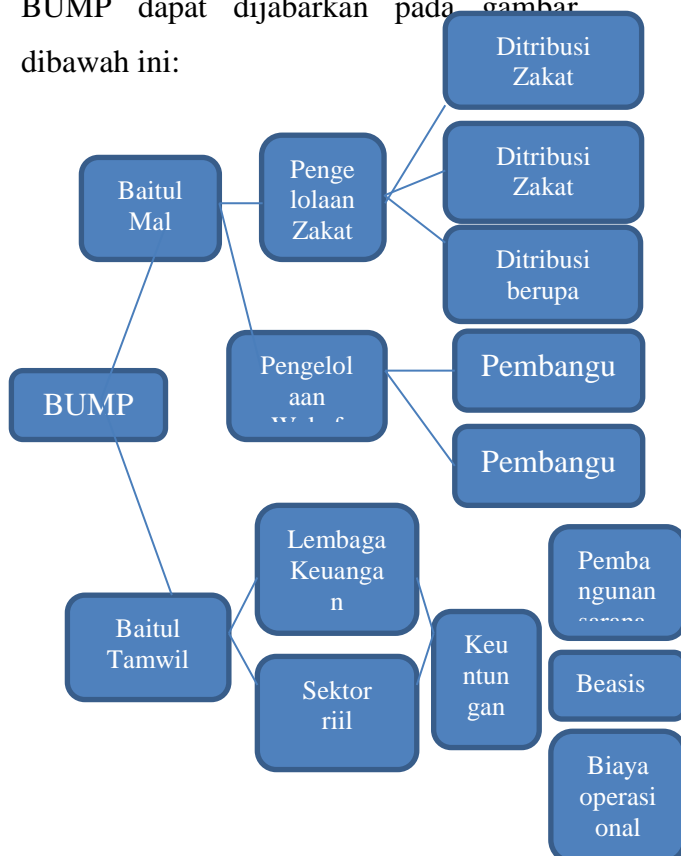 BUMP dapat dijabarkan pada gambar
dibawah ini:
Ditribusi
Zakat
Ditribusi
Zakat
Ditribusi
berupa
Baitul
Mal
Penge
lolaan
Zakat
Pengelol
aan
Pembangu
Pembangu
BUMP
Lembaga
Keuanga
n
Baitul
Tamwil
Sektor
riil
Keu
ntun
gan
Pemba
ngunan
Beasis
Biaya
operasi
onal